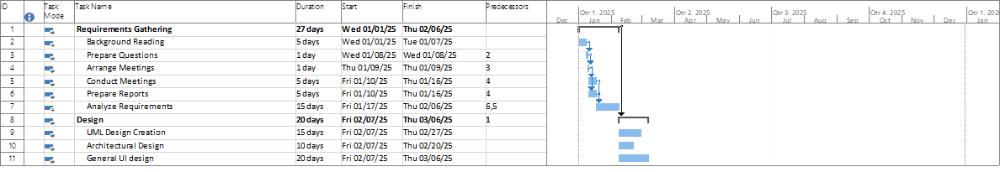 ID Task Mode Task Name Duration Start Finish Predecessors
Qtr 1, 2025 Qtr 2, 2025 Qtr 3, 2025 Qtr 4, 2025 Qtr 1, 202
Dec Jan Feb Mar Apr May Jun Jul Aug Sep Oct Nov Dec Jan
1 Requirements Gathering 27 days Wed 01/01/25 Thu 02/06/25
2 Background Reading 5 days Wed 01/01/25 Tue 01/07/25
3 Prepare Questions 1 day Wed 01/08/25 Wed 01/08/25 2
4 Arrange Meetings 1 day Thu 01/09/25 Thu 01/09/25 3
5 Conduct Meetings 5 days Fri 01/10/25 Thu 01/16/25 4
6 Prepare Reports 5 days Fri 01/10/25 Thu 01/16/25 4
7 Analyze Requirements 15 days Fri 01/17/25 Thu 02/06/25 6,5
8 Design 20 days Fri 02/07/25 Thu 03/06/25 1
9 UML Design Creation 15 days Fri 02/07/25 Thu 02/27/25
10 Architectural Design 10 days Fri 02/07/25 Thu 02/20/25
11 General UI design 20 days Fri 02/07/25 Thu 03/06/25